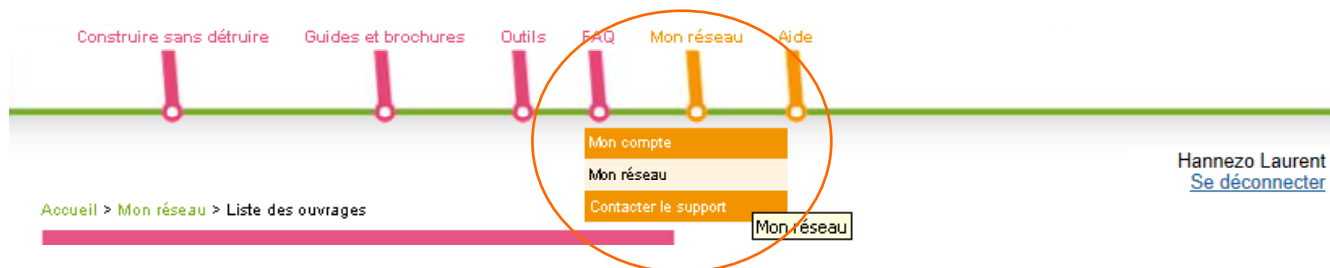 Construire sans détruire Guides et brochures Outils FAQ Mon réseau Aide
Mon compte
Mon réseau
Contacter le support
Mon réseau
Hannezo Laurent
Se déconnecter
Accueil > Mon réseau > Liste des ouvrages